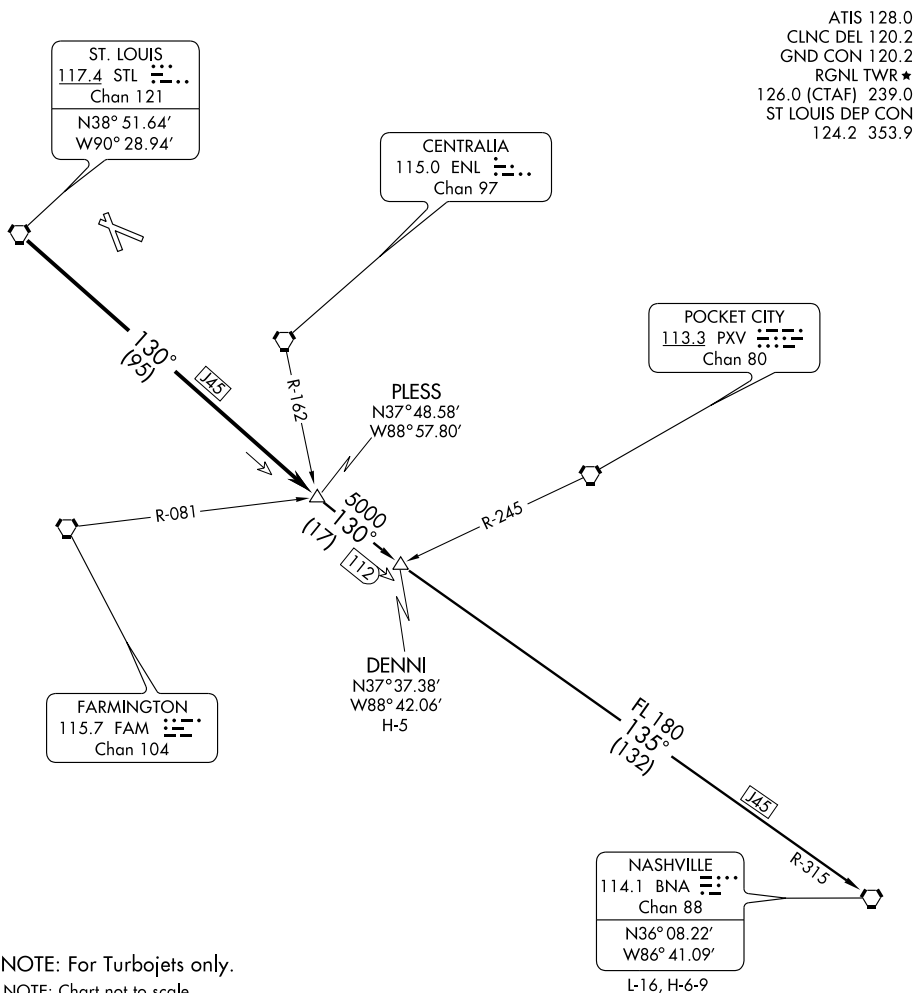 ATIS 128.0
CLNC DEL 120.2
GND CON 120.2
RGNL TWR★
126.0 (CTAF) 239.0
ST LOUIS DEP CON
124.2 353.9
ST. LOUIS
117.4 STL
Chan 121
N38° 51.64′
W90° 28.94′
CENTRALIA
115.0 ENL
Chan 97
POCKET CITY
113.3 PXV
Chan 80
130°
(95)
J45
R-162
PLESS
N37° 48.58′
W88° 57.80′
R-081
5000
130°
(17)
112
R-245
DENNI
N37° 37.38′
W88° 42.06′
H-5
FARMINGTON
115.7 FAM
Chan 104
FL 180
135°
(132)
J45
R-315
NASHVILLE
114.1 BNA
Chan 88
N36° 08.22′
W86° 41.09′
L-16, H-6-9
NOTE: For Turbojets only.
NOTE: Chart not to scale